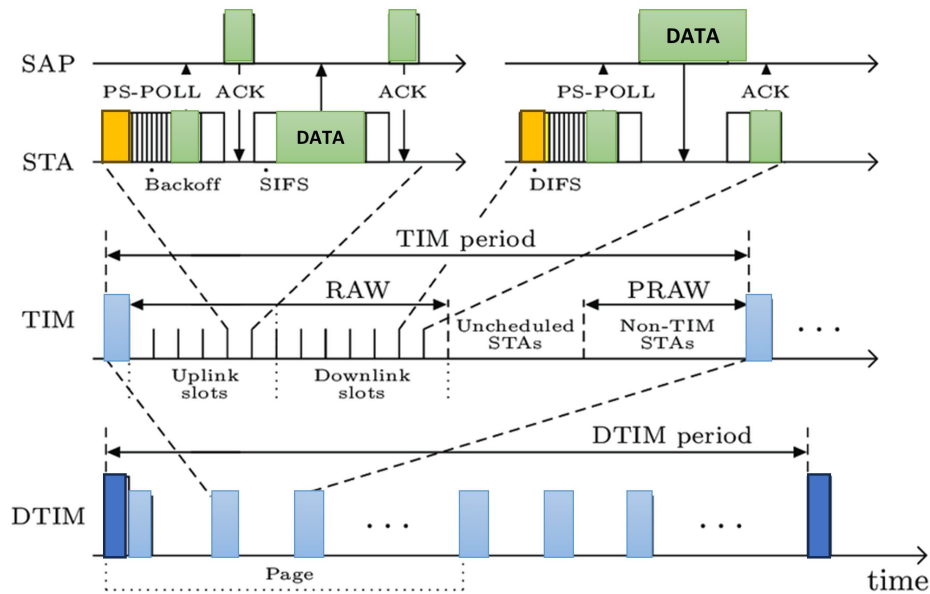 DATA
SAP
PS-POLL ACK ACK
PS-POLL ACK
DATA
STA
Backoff SIFS
DIFS
TIM period
RAW PRAW
TIM
Uncheduled
STAs
Non-TIM
STAs
...
Uplink
slots
Downlink
slots
DTIM period
DTIM
... ...
Page
time